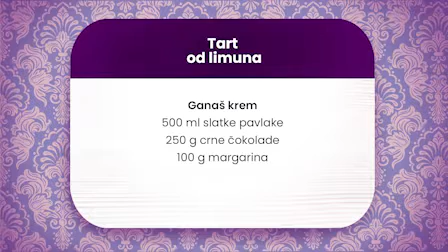 Tart
od limuna
Ganaš krem
500 ml slatke pavlake
250 g crne čokolade
100 g margarina